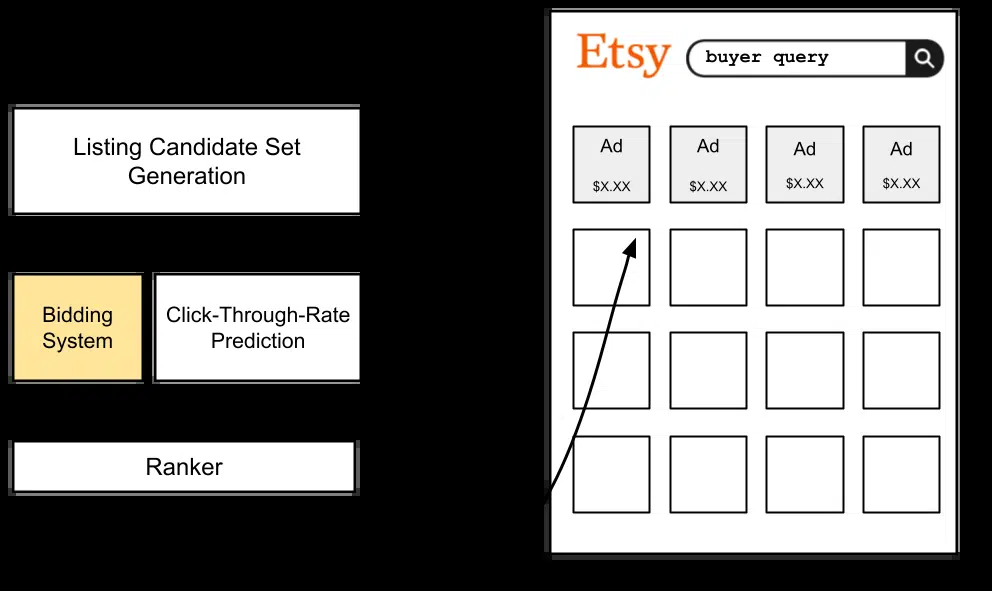 Etsy
buyer query
Listing Candidate Set
Generation
Ad
Ad
Ad
Ad
$X.XX
$X.XX
$X.XX
$X.XX
Bidding
System
Click-Through-Rate
Prediction
Ranker